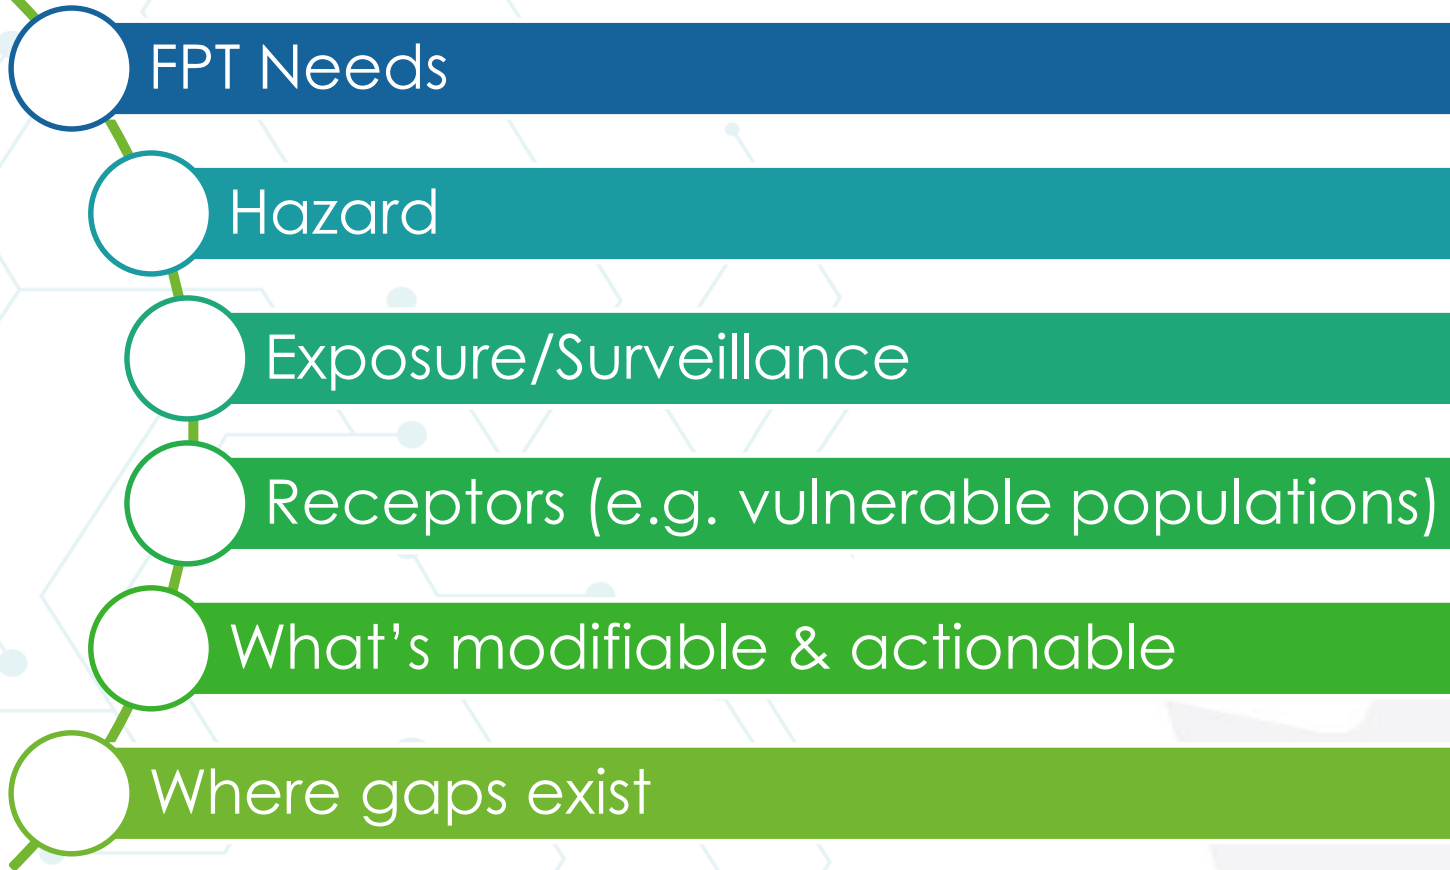 FPT Needs
Hazard
Exposure/Surveillance
Receptors (e.g. vulnerable populations)
What’s modifiable & actionable
Where gaps exist